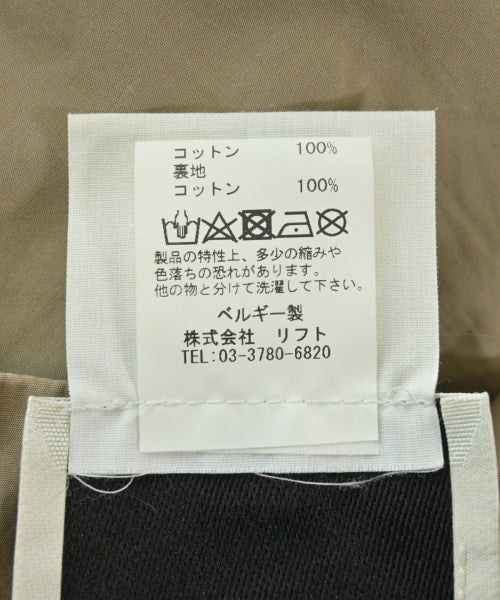 コットン 100%
裏地
コットン 100%
製品の特性上、多少の縮みや
色落ちの恐れがあります。
他の物と分けて洗濯して下さい。
ベルギー製
株式会社 リフト
TEL:03-3780-6820